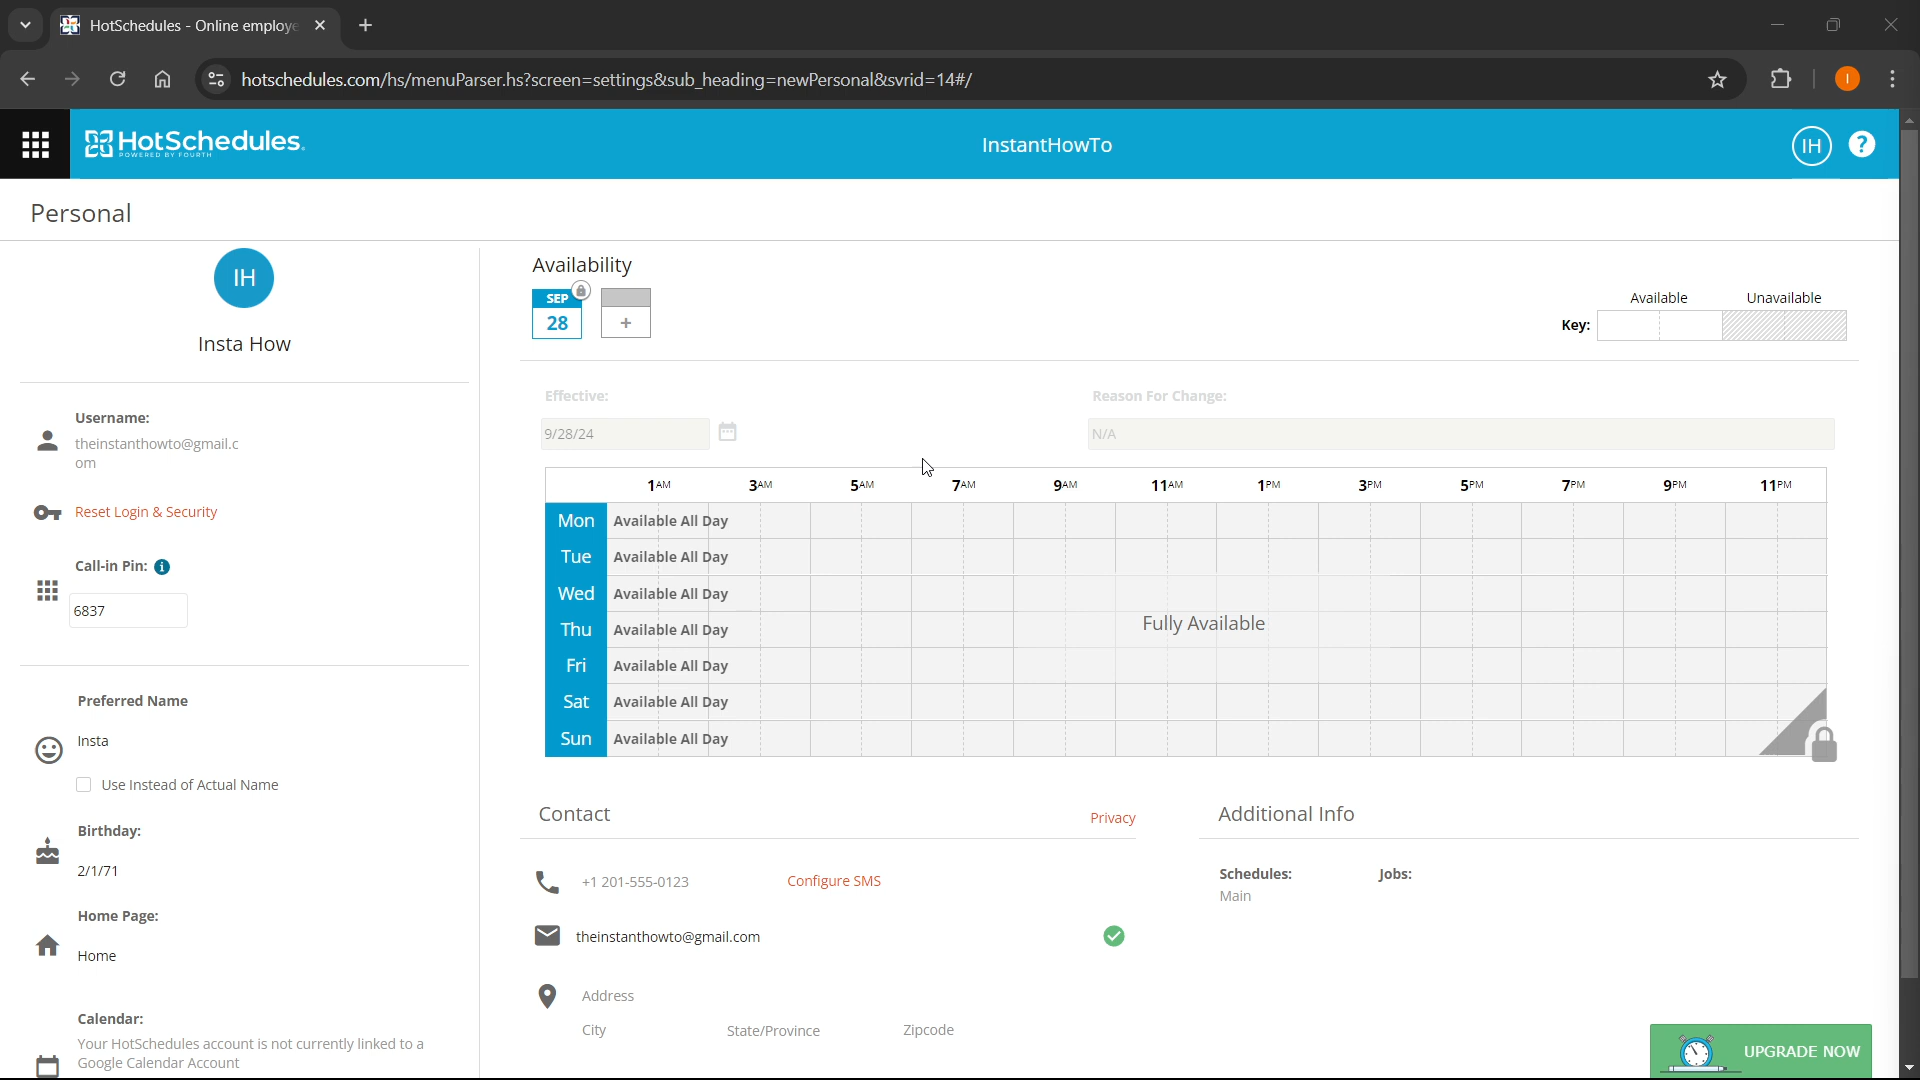 HotSchedules - Online employe
hotschedules.com/hs/menuParser.hs?screen=settings&sub_heading=newPersonal&svrid=14#/
I
HotSchedules.
POWERED BY FOURTH
InstantHowTo
IH
?
Personal
IH
Insta How
Username:
theinstanthowto@gmail.c
om
Reset Login & Security
Call-in Pin: i
6837
Preferred Name
Insta
Use Instead of Actual Name
Birthday:
2/1/71
Home Page:
Home
Calendar:
Your HotSchedules account is not currently linked to a
Google Calendar Account
Availability
SEP
28
+
Available Unavailable
Key:
Effective:
9/28/24
Reason For Change:
N/A
1AM 3AM 5AM 7AM 9AM 11AM 1PM 3PM 5PM 7PM 9PM 11PM
Mon Available All Day
Tue Available All Day
Wed Available All Day
Thu Available All Day
Fri Available All Day
Sat Available All Day
Sun Available All Day
Fully Available
Contact
Privacy
+1 201-555-0123
Configure SMS
theinstanthowto@gmail.com
Address
City State/Province Zipcode
Additional Info
Schedules: Jobs:
Main
UPGRADE NOW